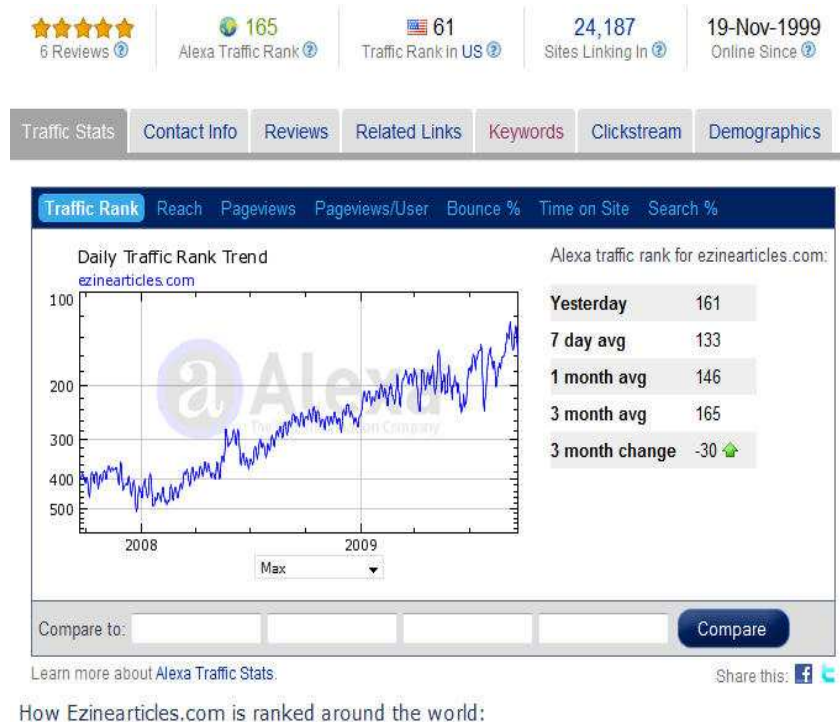 165 61 24,187 19-Nov-1999
6 Reviews Alexa Traffic Rank Traffic Rank in US Sites Linking In Online Since
Traffic Stats Contact Info Reviews Related Links Keywords Clickstream Demographics
Traffic Rank Reach Pageviews Pageviews/User Bounce % Time on Site Search %
Daily Traffic Rank Trend
ezinearticles.com
100
200
300
400
500
2008 2009
a Alexa
The Company
Max
Alexa traffic rank for ezinearticles.com:
Yesterday 161
7 day avg 133
1 month avg 146
3 month avg 165
3 month change -30
Compare to: Compare
Learn more about Alexa Traffic Stats. Share this:
How Ezinearticles.com is ranked around the world: